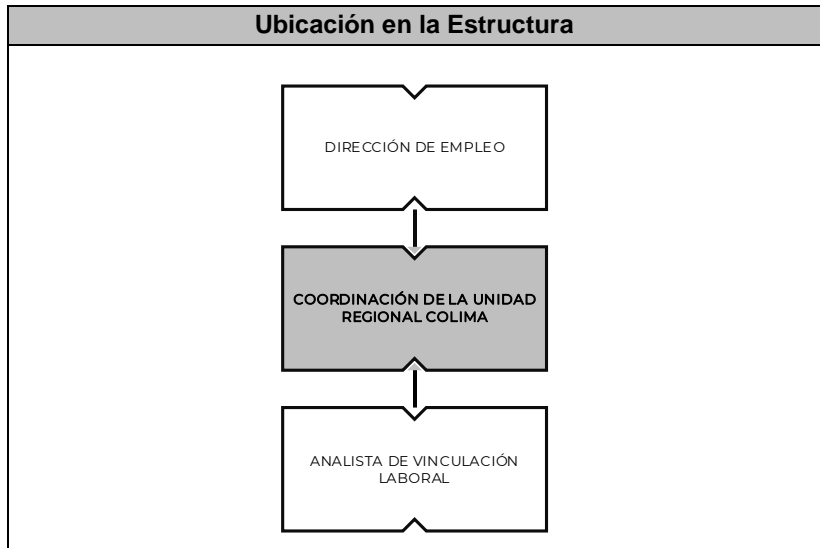 Ubicación en la Estructura
DIRECCIÓN DE EMPLEO
COORDINACIÓN DE LA UNIDAD
REGIONAL COLIMA
ANALISTA DE VINCULACIÓN
LABORAL